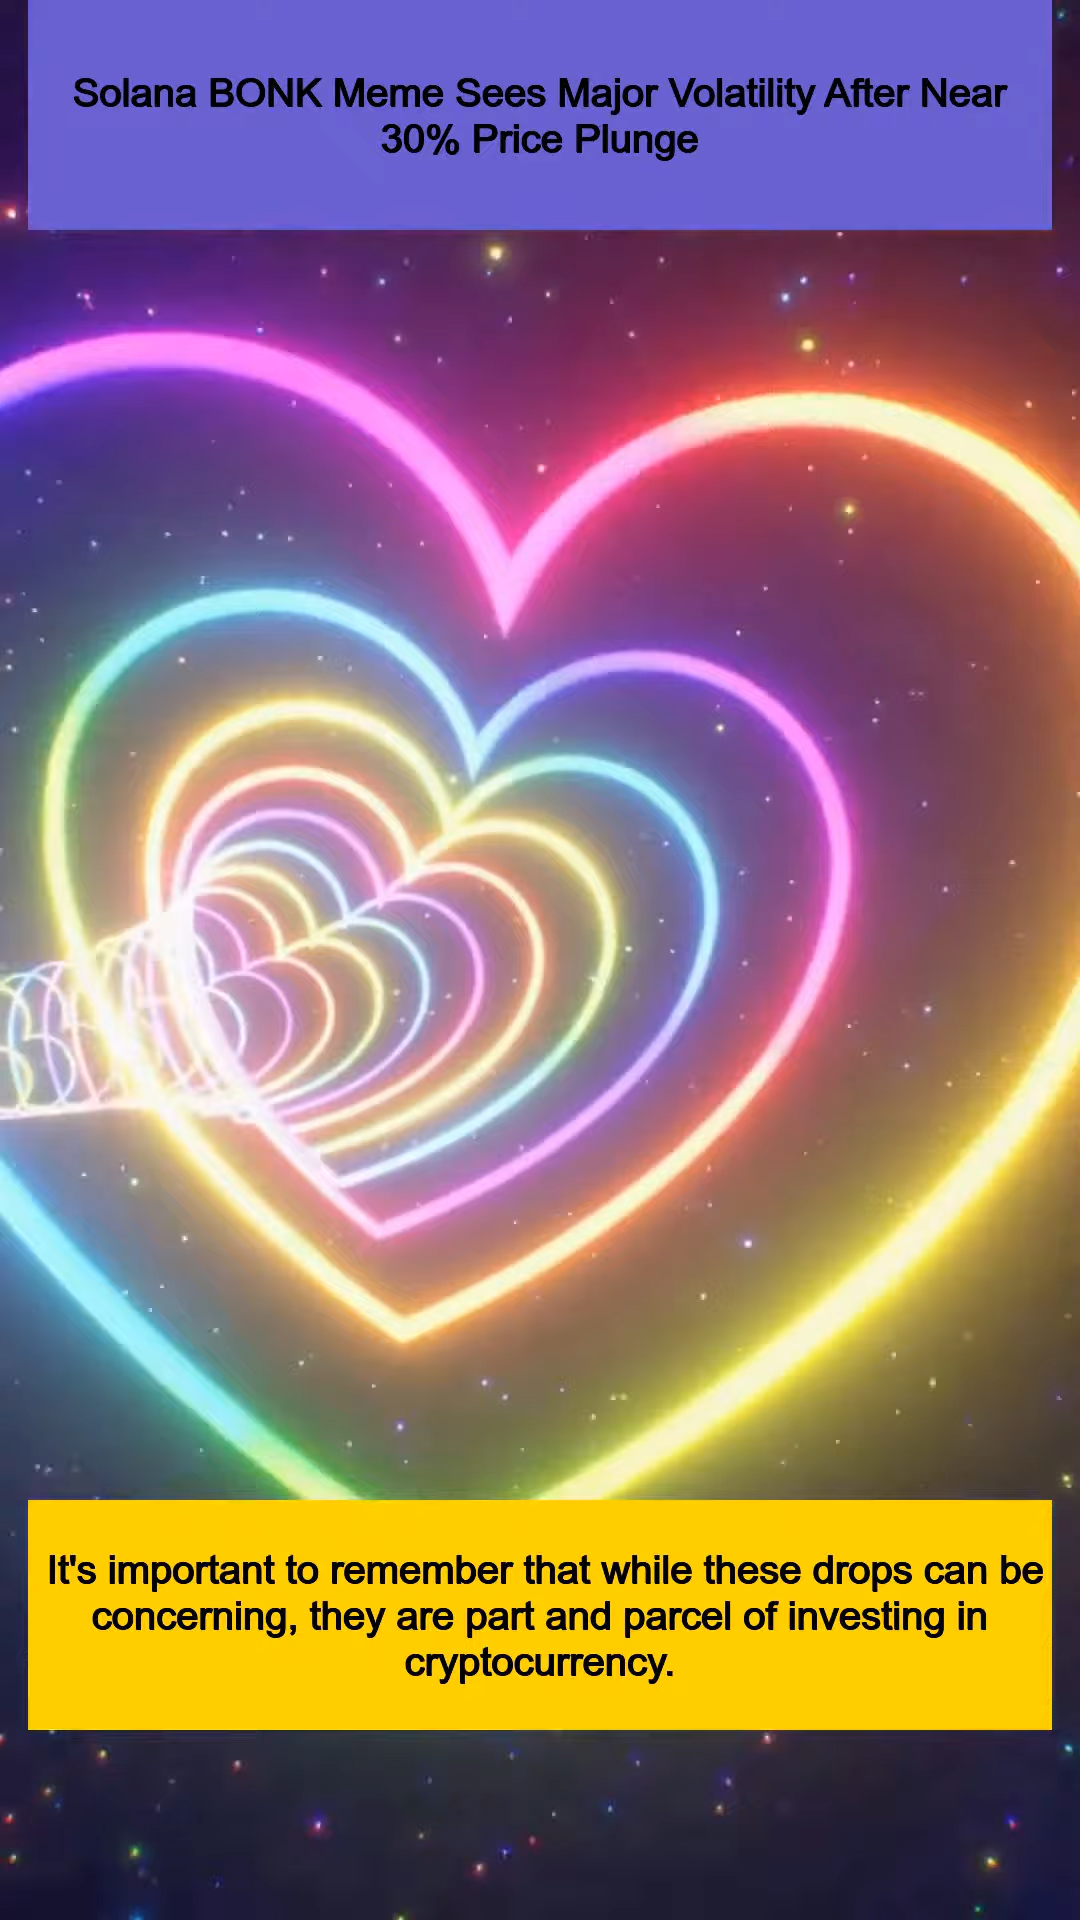 Solana BONK Meme Sees Major Volatility After Near
30% Price Plunge
It's important to remember that while these drops can be
concerning, they are part and parcel of investing in
cryptocurrency.